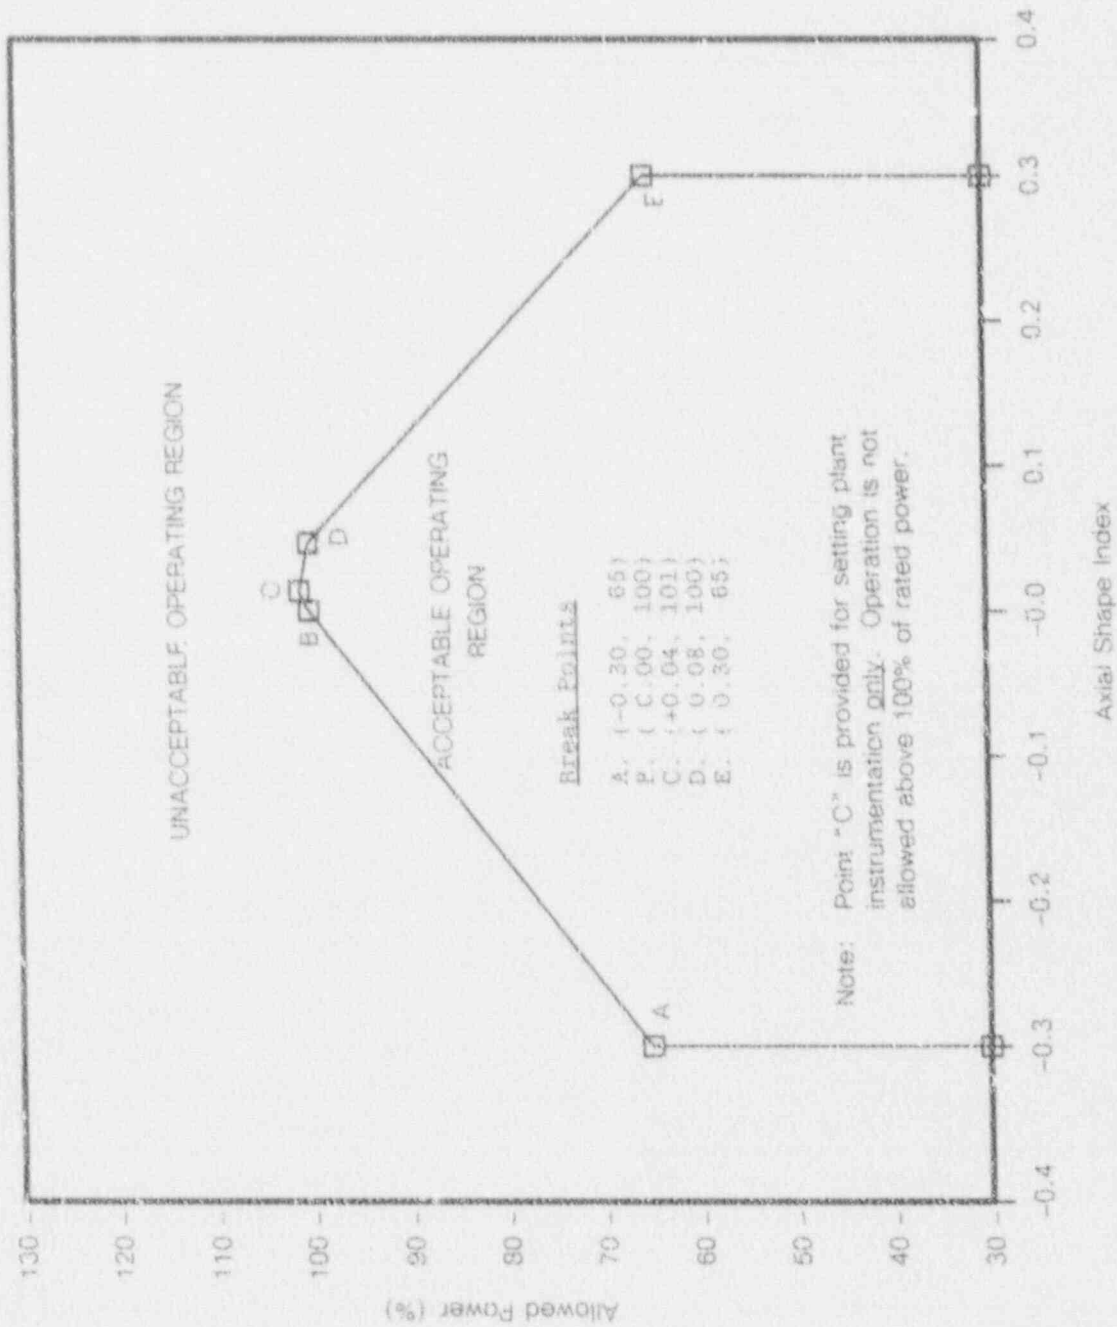 UNACCEPTABLE OPERATING REGION
C
B
D
ACCEPTABLE OPERATING
REGION
E
A
Break Points
A. (-0.30, 65)
P. ( C.00, 100)
C. (+0.04, 101)
D. ( 0.08, 100)
E. ( 0.30, 65)
Note: Point "C" is provided for setting plant
instrumentation only. Operation is not
allowed above 100% of rated power.
Allowed Power (%)
130
120
110
100
90
80
70
60
50
40
30
-0.4
-0.3
-0.2
-0.1
-0.0
0.1
0.2
0.3
0.4
Axial Shape Index